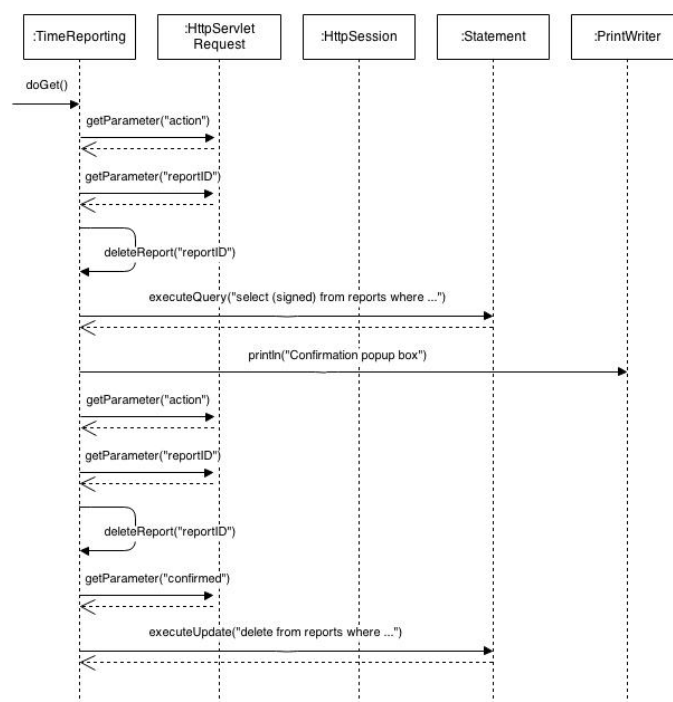 :TimeReporting
:HttpServlet
Request
:HttpSession
:Statement
:PrintWriter
doGet()
getParameter("action")
getParameter("reportID")
deleteReport("reportID")
executeQuery("select (signed) from reports where ...")
println("Confirmation popup box")
getParameter("action")
getParameter("reportID")
deleteReport("reportID")
getParameter("confirmed")
executeUpdate("delete from reports where ...")